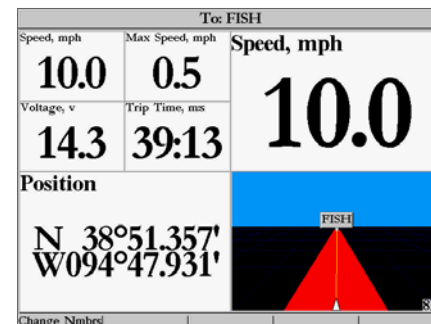 To: FISH
Speed, mph
Max Speed, mph
Speed, mph
10.0
0.5
10.0
Voltage, v
Trip Time, ms
14.3
39:13
Position
N 38°51.357'
W094°47.931'
FISH
8
Change Nmbrs